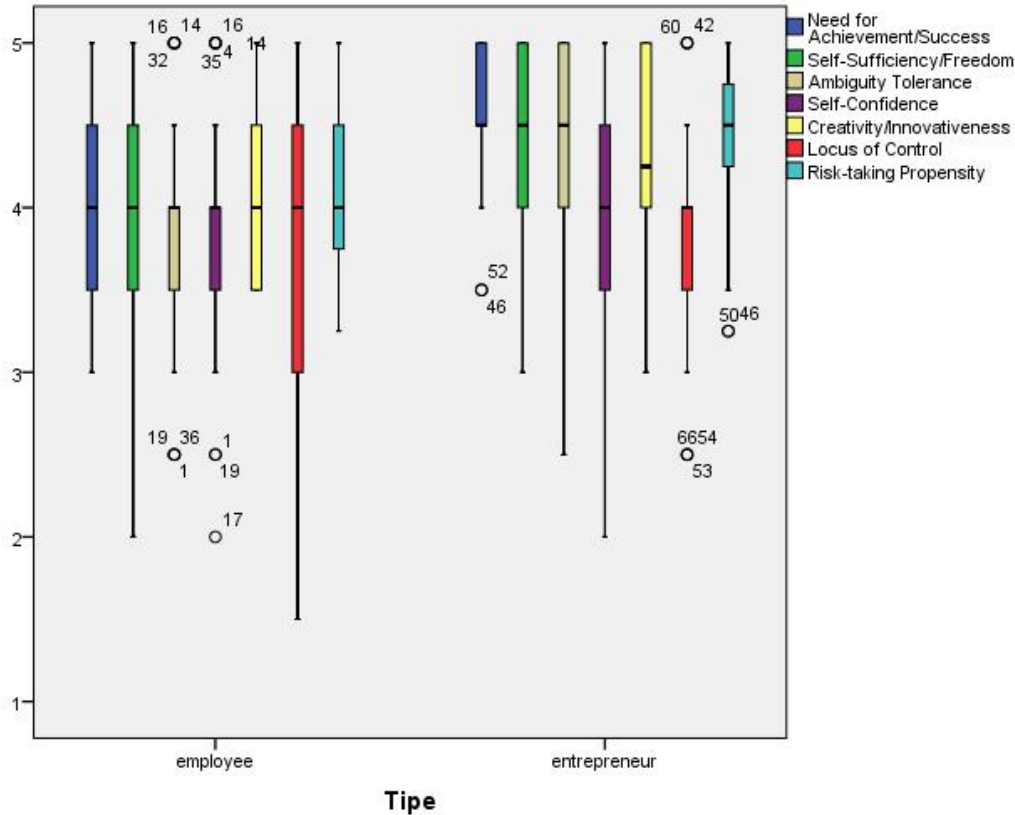 Need for
Achievement/Success
Self-Sufficiency/Freedom
Ambiguity Tolerance
Self-Confidence
Creativity/Innovativeness
Locus of Control
Risk-taking Propensity
5
4
3
2
1
16 14
32
16
35 4 14
19 36
1
1
19
17
60 42
52
46
5046
6654
53
employee
entrepreneur
Tipe